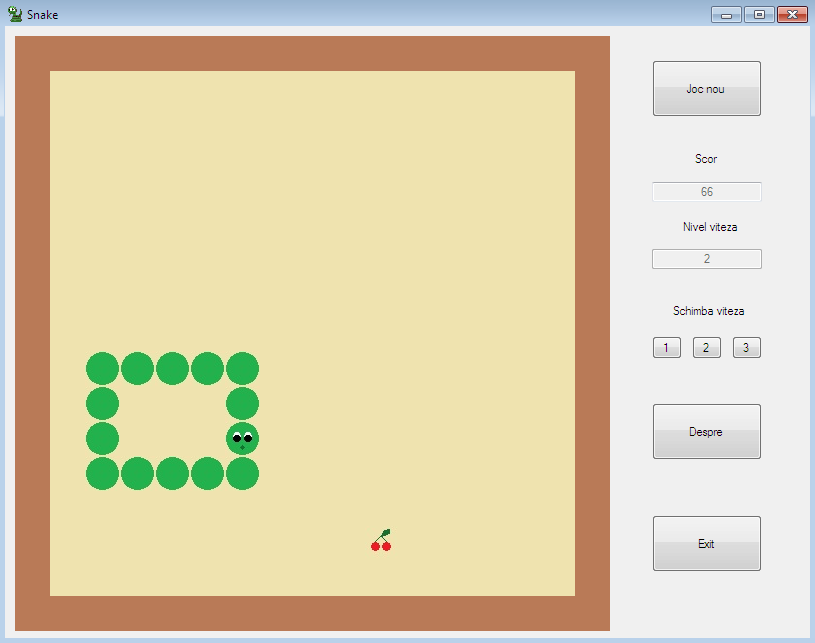 Snake
Joc nou
Scor
66
Nivel viteza
2
Schimba viteza
1 2 3
Despre
Exit